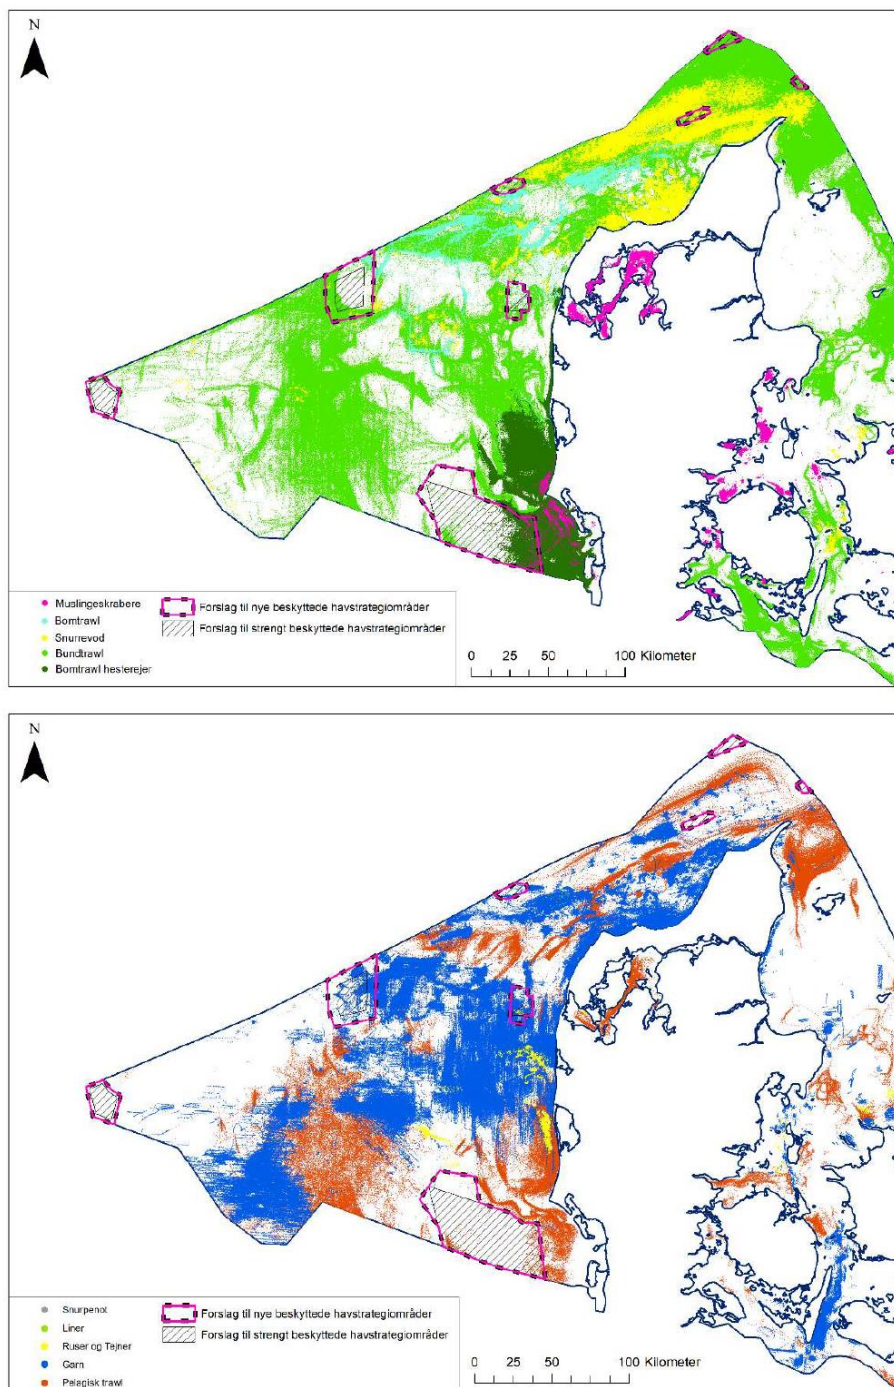 N
Muslingeskrabere
Bomtrawl
Snurrevod
Bundtrawl
Bomtrawl hesterejer
Forslag til nye beskyttede havstrategiområder
Forslag til strengt beskyttede havstrategiområder
0 25 50 100 Kilometer
N
Snurpenot
Liner
Ruser og Tejner
Garn
Pelagisk trawl
Forslag til nye beskyttede havstrategiområder
Forslag til strengt beskyttede havstrategiområder
0 25 50 100 Kilometer